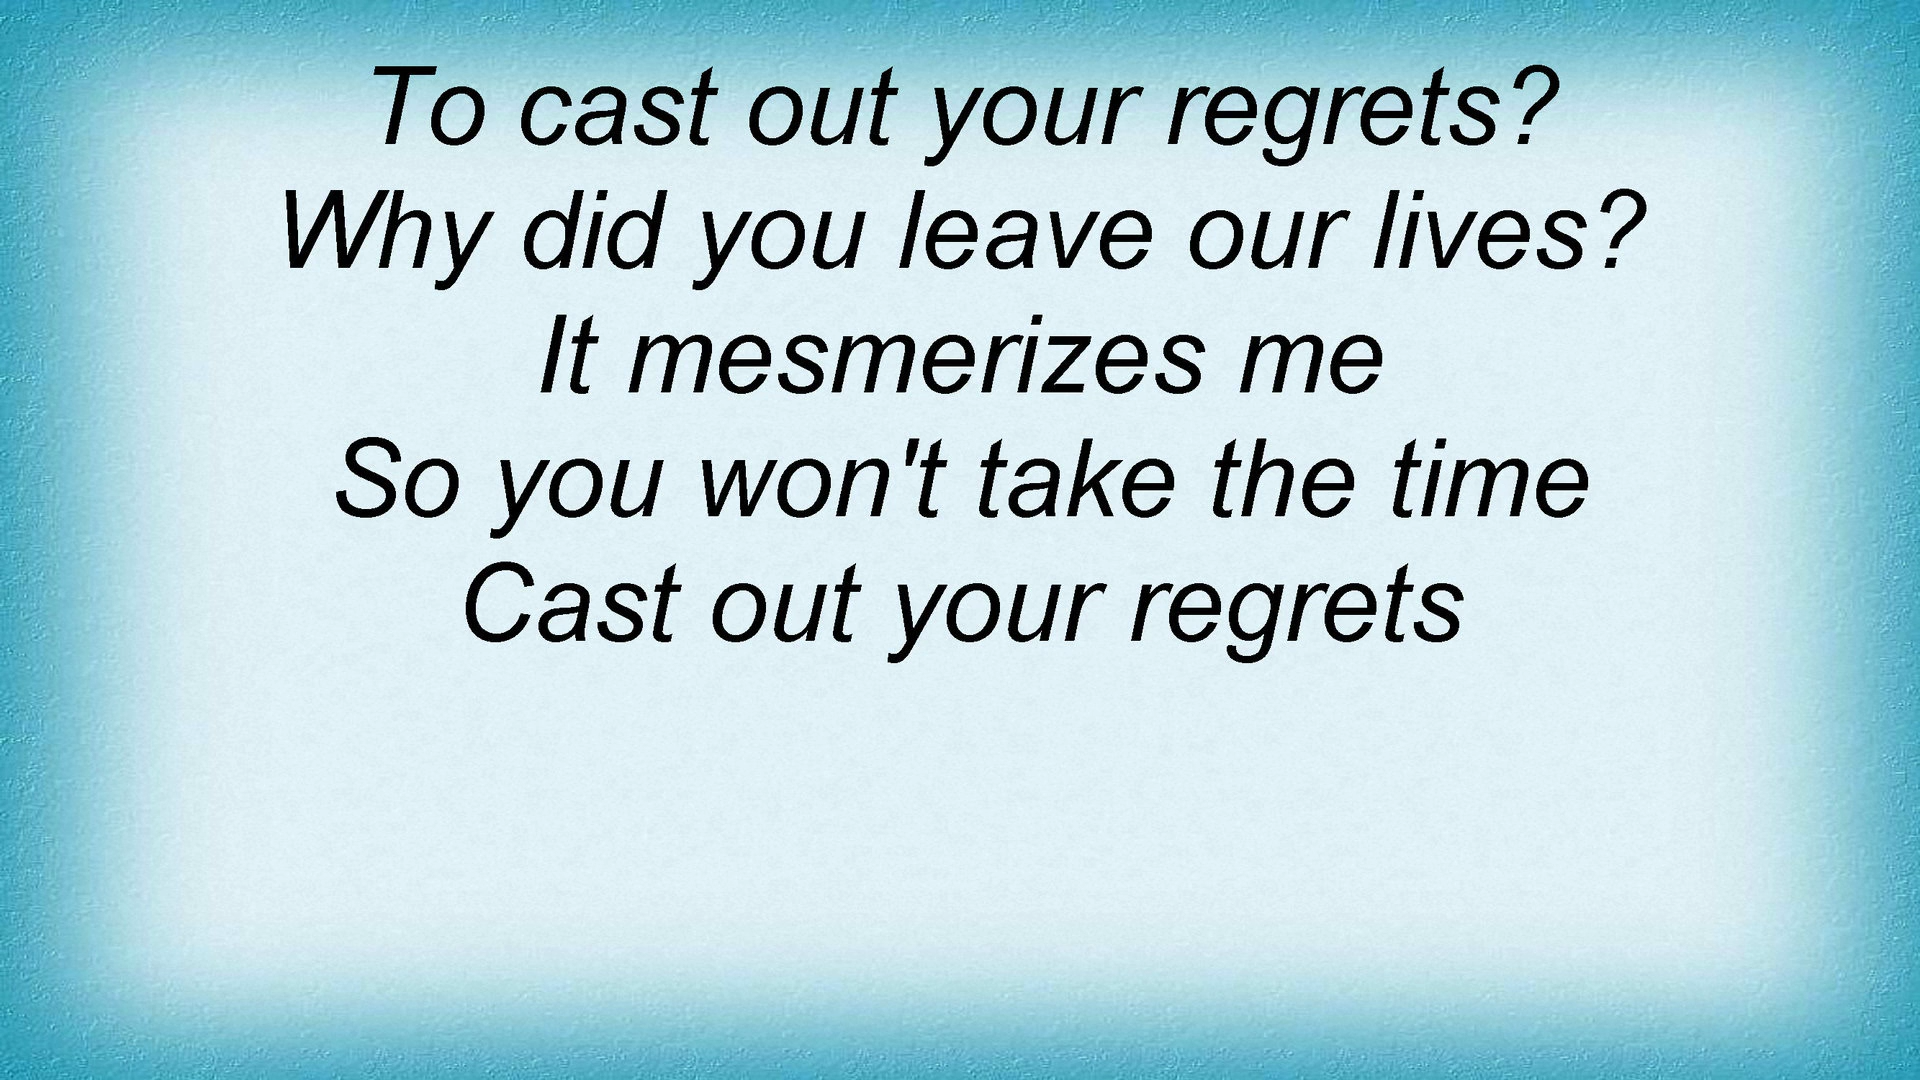 To cast out your regrets?
Why did you leave our lives?
It mesmerizes me
So you won't take the time
Cast out your regrets